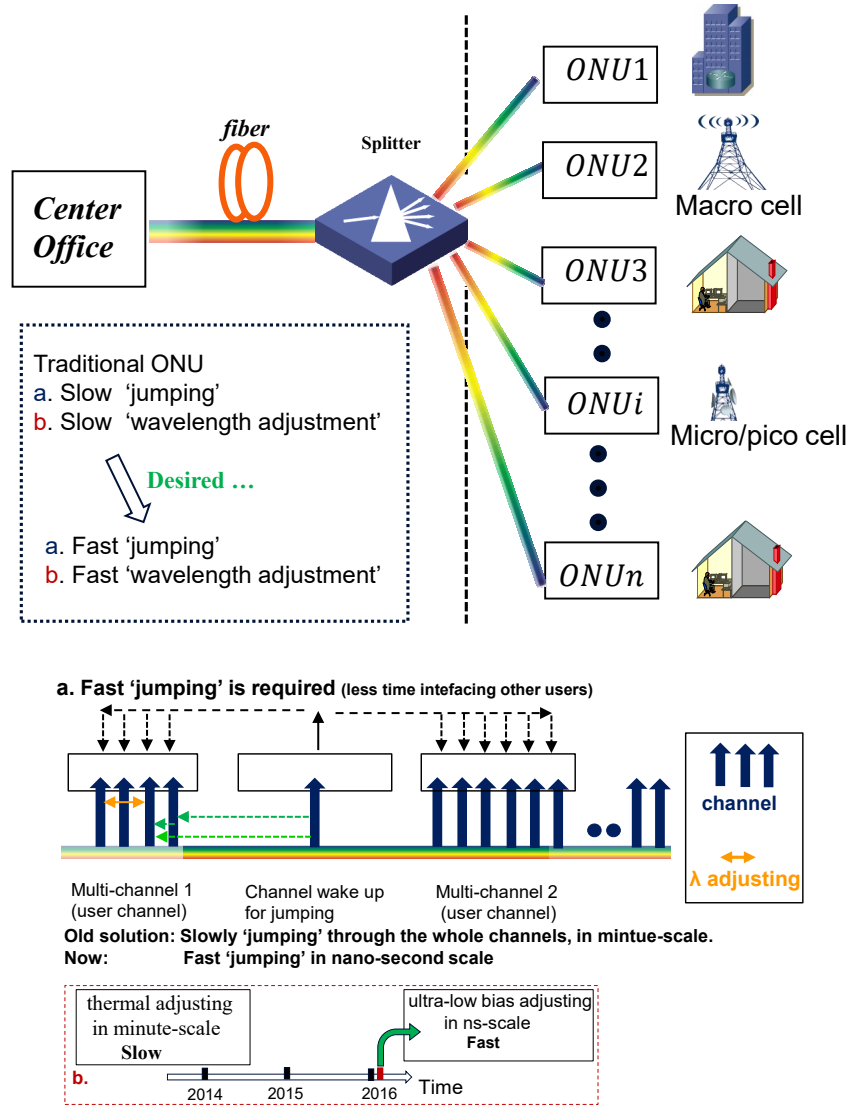 fiber
Splitter
Center
Office
ONU1
ONU2
Macro cell
ONU3
ONUi
Micro/pico cell
ONUn
Traditional ONU
a. Slow ‘jumping’
b. Slow ‘wavelength adjustment’
Desired …
a. Fast ‘jumping’
b. Fast ‘wavelength adjustment’
a. Fast ‘jumping’ is required (less time intefacing other users)
channel
λ adjusting
Multi-channel 1
(user channel)
Channel wake up
for jumping
Multi-channel 2
(user channel)
Old solution: Slowly ‘jumping’ through the whole channels, in mintue-scale.
Now: Fast ‘jumping’ in nano-second scale
thermal adjusting
in minute-scale
Slow
ultra-low bias adjusting
in ns-scale
Fast
b.
2014
2015
2016
Time